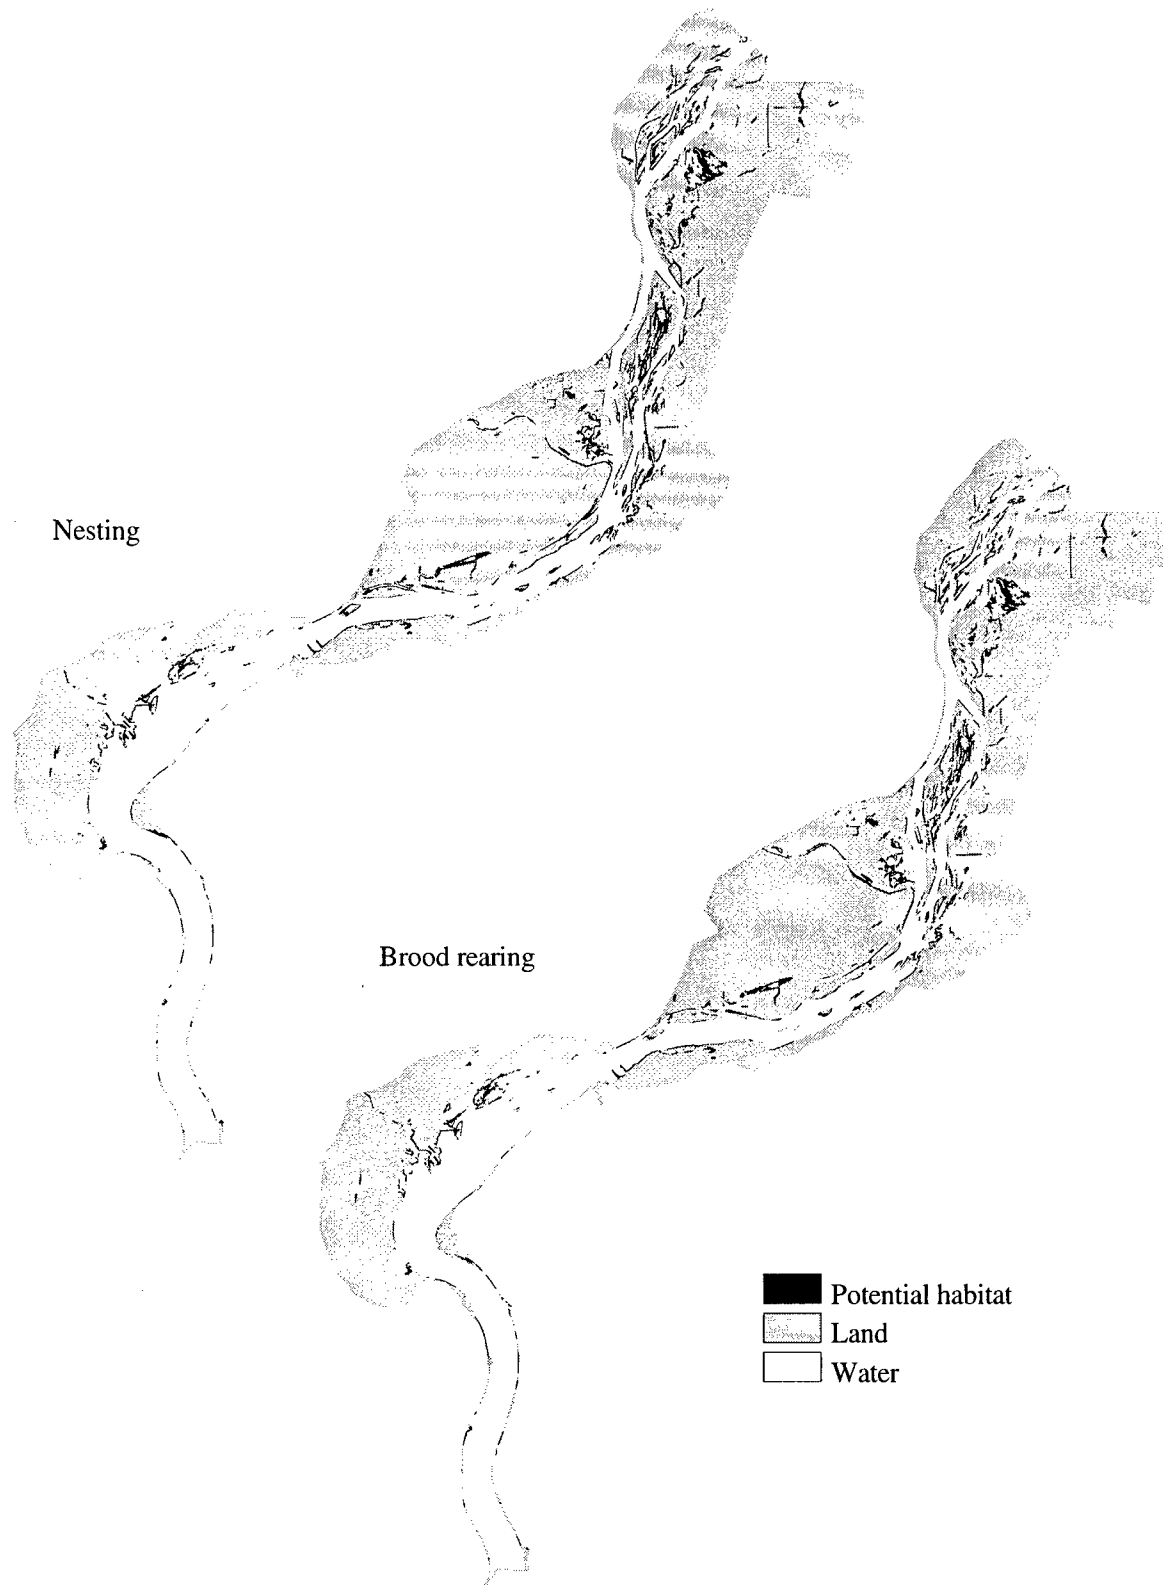 Nesting
Brood rearing
Potential habitat
Land
Water